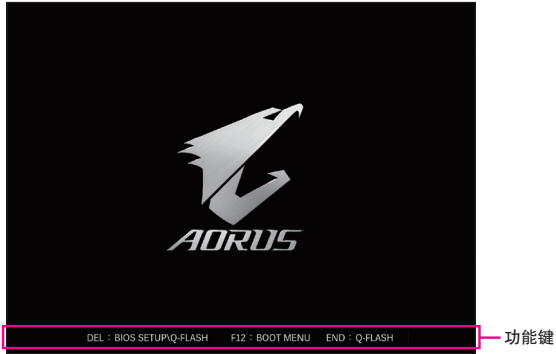 AORUS
DEL : BIOS SETUP\Q-FLASH F12 : BOOT MENU END : Q-FLASH
功能键